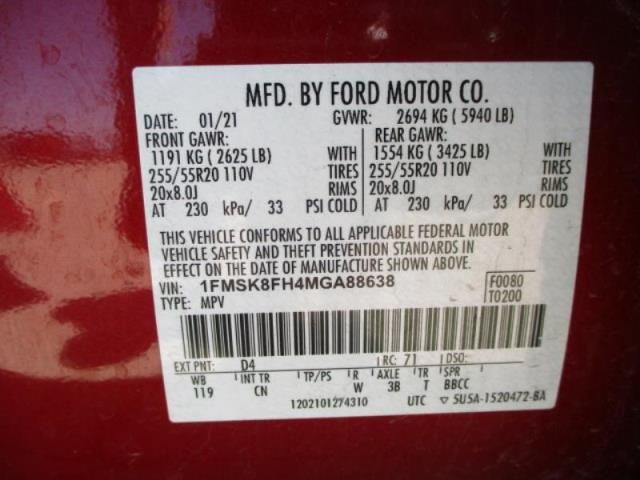 MFD. BY FORD MOTOR CO.
DATE: 01/21 GVWR: 2694 KG ( 5940 LB)
FRONT GAWR: REAR GAWR:
1191 KG ( 2625 LB) WITH 1554 KG ( 3425 LB) WITH
255/55R20 110V TIRES 255/55R20 110V TIRES
20x8.0J RIMS 20x8.0J RIMS
AT 230 kPa/ 33 PSI COLD AT 230 kPa/ 33 PSI COLD
THIS VEHICLE CONFORMS TO ALL APPLICABLE FEDERAL MOTOR
VEHICLE SAFETY AND THEFT PREVENTION STANDARDS IN
EFFECT ON THE DATE OF MANUFACTURE SHOWN ABOVE.
VIN: 1FMSK8FH4MGA88638 F0080
TYPE: MPV T0200
EXT PNT: D4 RC: 71 DSO:
WB INT TR TP/PS R AXLE TR SPR
119 CN W 3B T BBCC
1202101274310 UTC ▽ 5U5A-1520472-BA